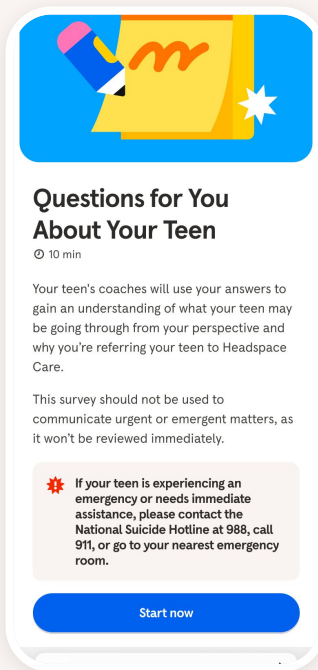 Questions for You
About Your Teen
10 min
Your teen's coaches will use your answers to
gain an understanding of what your teen may
be going through from your perspective and
why you're referring your teen to Headspace
Care.
This survey should not be used to
communicate urgent or emergent matters, as
it won't be reviewed immediately.
If your teen is experiencing an
emergency or needs immediate
assistance, please contact the
National Suicide Hotline at 988, call
911, or go to your nearest emergency
room.
Start now